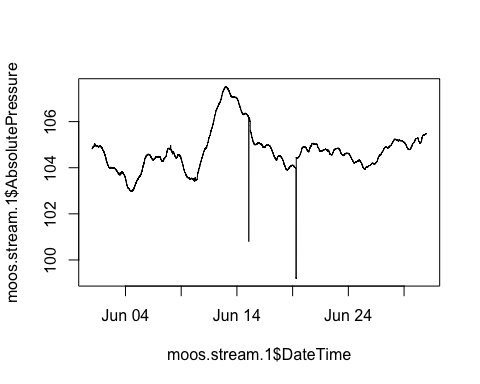 moos.stream.1$AbsolutePressure
106
104
102
100
Jun 04 Jun 14 Jun 24
moos.stream.1$DateTime